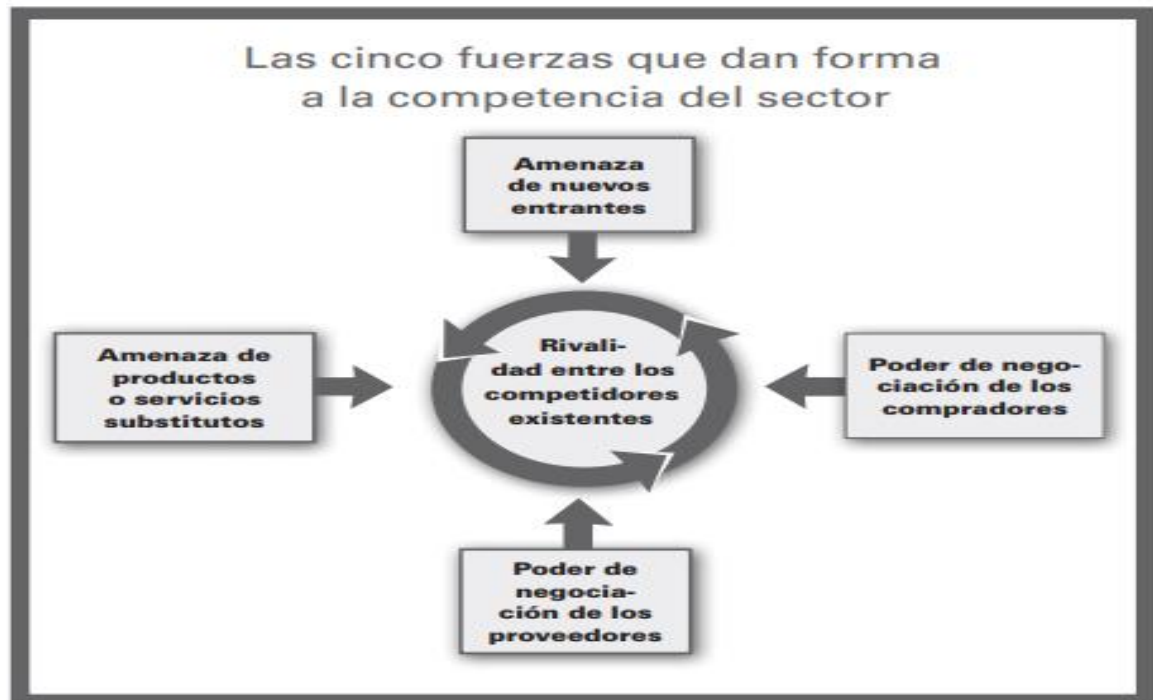 Las cinco fuerzas que dan forma
a la competencia del sector
Amenaza
de nuevos
entrantes
Amenaza de
productos
o servicios
substitutos
Rivali-
dad entre los
competidores
existentes
Poder de nego-
ciación de los
compradores
Poder de
negocia-
ción de los
proveedores